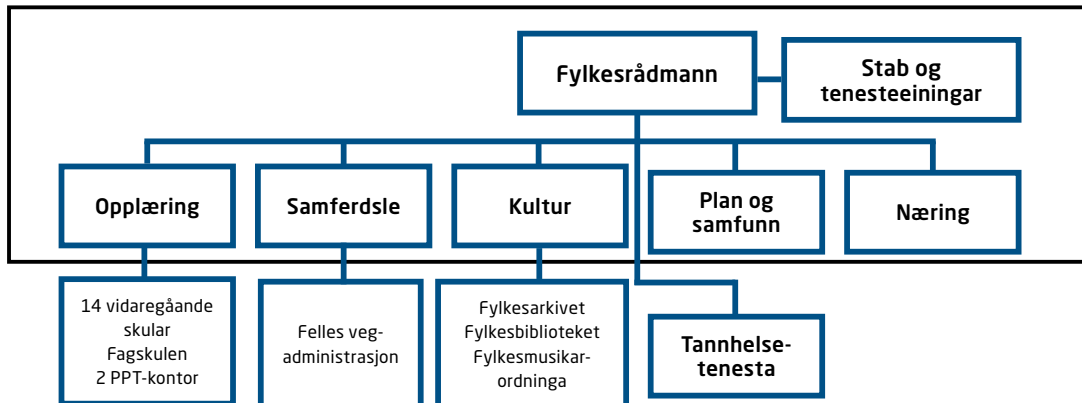 Fylkesrådmann
Stab og
tenesteeiningar
Opplæring
Samferdsle
Kultur
Plan og
samfunn
Næring
14 vidaregåande
skular
Fagskulen
2 PPT-kontor
Felles veg-
administrasjon
Fylkesarkivet
Fylkesbiblioteket
Fylkesmusikar-
ordninga
Tannhelse-
tenesta